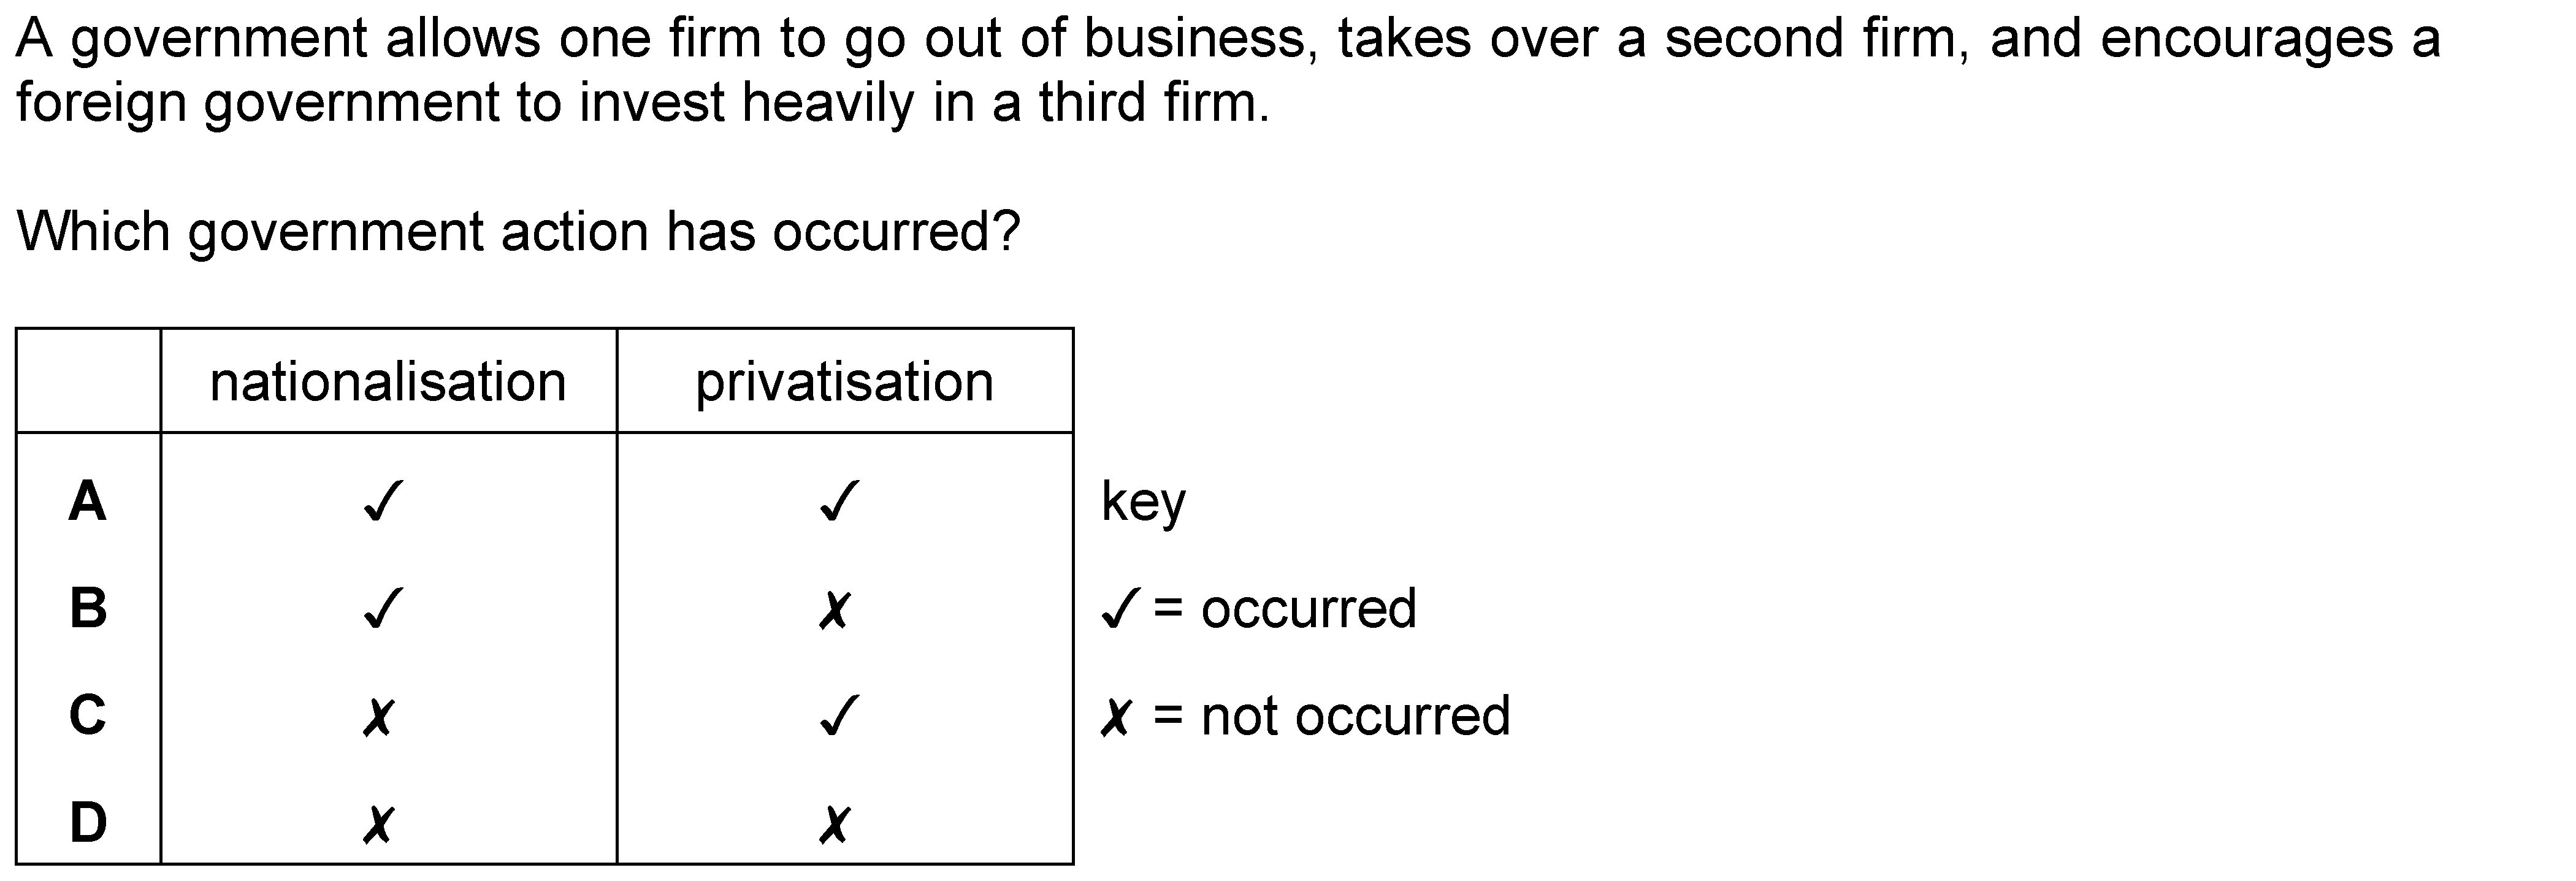 A government allows one firm to go out of business, takes over a second firm, and encourages a
foreign government to invest heavily in a third firm.
Which government action has occurred?
nationalisation privatisation
A ✓ ✓ key
B ✓ ✗ ✓ = occurred
C ✗ ✓ ✗ = not occurred
D ✗ ✗